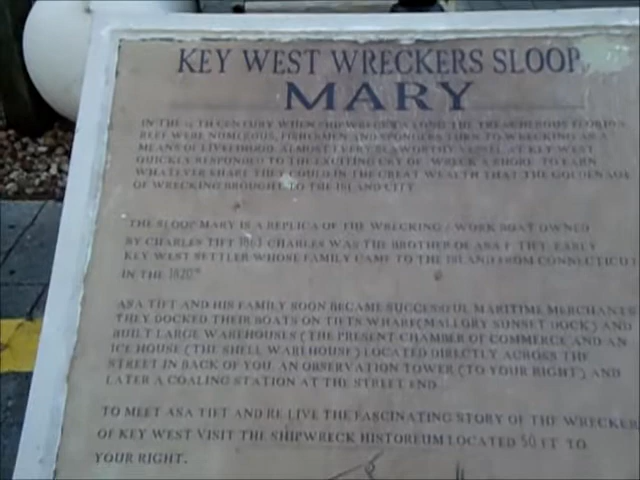 KEY WEST WRECKERS SLOOP
MARY
IN THE 19TH CENTURY WHEN SHIPWRECKS ALONG THE TREACHEROUS FLORIDA
REEF WERE NUMEROUS, FISHERMEN AND SPONGERS TURN TO WRECKING AS A
MEANS OF LIVELIHOOD. ALMOST EVERY SEAWORTHY VESSEL AT KEY WEST
QUICKLY RESPONDED TO THE EXCITING CRY OF WRECK A SHORE TO EARN
WHATEVER SHARE THEY COULD IN THE GREAT WEALTH THAT THE GOLDEN AGE
OF WRECKING BROUGHT TO THE ISLAND CITY
THE SLOOP MARY IS A REPLICA OF THE WRECKING / WORK BOAT OWNED
BY CHARLES TIFT CHARLES WAS THE BROTHER OF ASA F. TIFT, EARLY
KEY WEST SETTLER WHOSE FAMILY CAME TO THE ISLAND FROM CONNECTICUT
IN THE 1820's
ASA TIFT AND HIS FAMILY SOON BECAME SUCCESSFUL MARITIME MERCHANTS
THEY DOCKED THEIR BOATS ON TIFTS WHARF (MALLORY SUNSET DOCK) AND
BUILT LARGE WAREHOUSES (THE PRESENT CHAMBER OF COMMERCE AND AN
ICE HOUSE (THE SHELL WAREHOUSE) LOCATED DIRECTLY ACROSS THE
STREET IN BACK OF YOU. AN OBSERVATION TOWER (TO YOUR RIGHT) AND
LATER A COALING STATION AT THE STREET END.
TO MEET ASA TIFT AND RE LIVE THE FASCINATING STORY OF THE WRECKER
OF KEY WEST VISIT THE SHIPWRECK HISTOREUM LOCATED 50 FT TO
YOUR RIGHT.